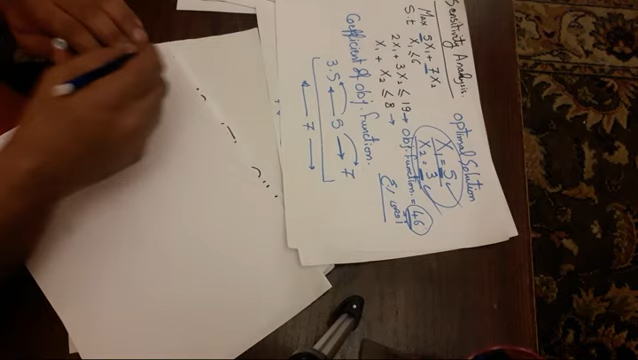 Sensitivity Analysis.
Max 5X₁ + 7X₂
S.t X₁ ≤ 6
2X₁ + 3X₂ ≤ 19 →
X₁ + X₂ ≤ 8 →
optimal Solution
X₁ = 5
X₂ = 3
obj. function = 46
Coefficient of obj. function.
3.5 ← 5 → 7
← 7 →